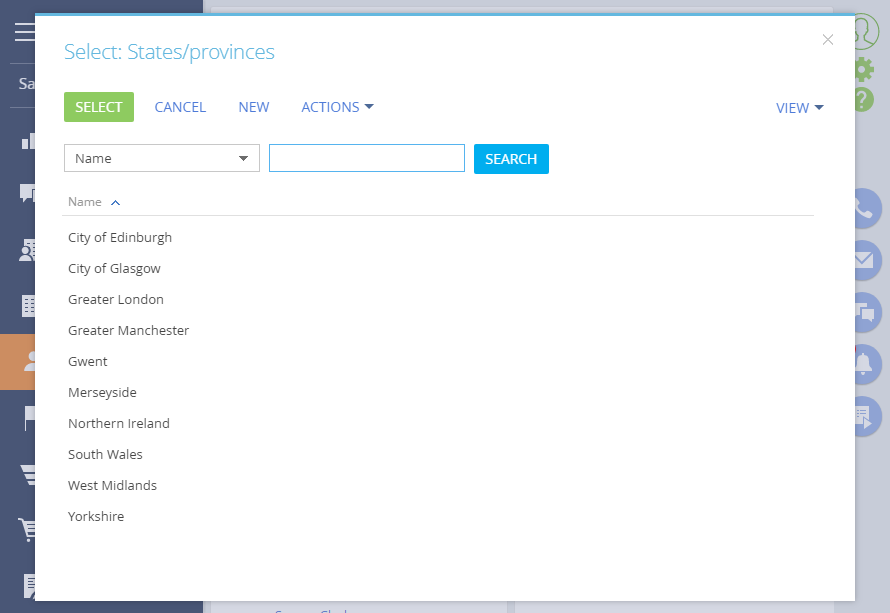 Select: States/provinces
SELECT CANCEL NEW ACTIONS VIEW
Name SEARCH
Name
City of Edinburgh
City of Glasgow
Greater London
Greater Manchester
Gwent
Merseyside
Northern Ireland
South Wales
West Midlands
Yorkshire
Sa
?